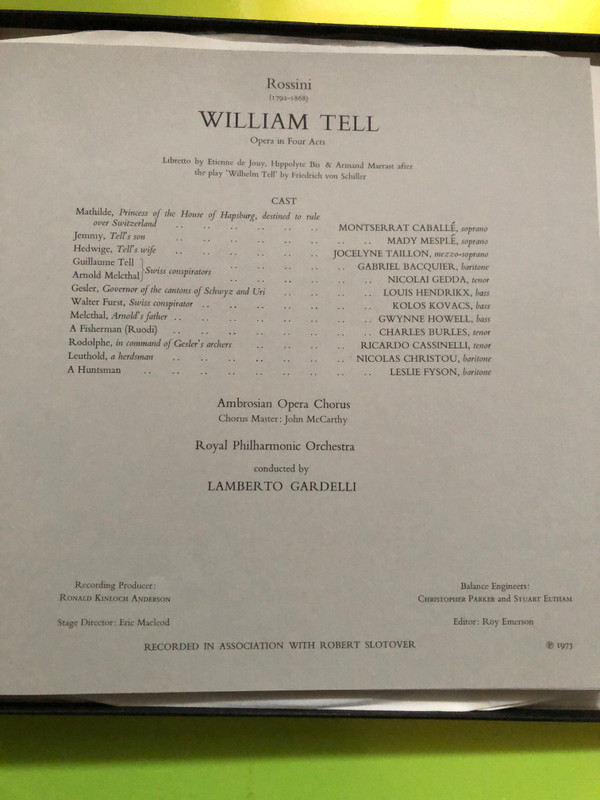 Rossini
(1792–1868)
WILLIAM TELL
Opera in Four Acts
Libretto by Etienne de Jouy, Hippolyte Bis & Armand Marrast after
the play 'Wilhelm Tell' by Friedrich von Schiller
CAST
Mathilde, Princess of the House of Hapsburg, destined to rule
over Switzerland .. .. .. .. .. .. MONTSERRAT CABALLÉ, soprano
Jemmy, Tell's son .. .. .. .. .. .. .. MADY MESPLÉ, soprano
Hedwige, Tell's wife .. .. .. .. .. .. JOCELYNE TAILLON, mezzo-soprano
Guillaume Tell } Swiss conspirators .. .. .. .. .. GABRIEL BACQUIER, baritone
Arnold Melcthal } NICOLAI GEDDA, tenor
Gesler, Governor of the cantons of Schwyz and Uri .. .. .. .. LOUIS HENDRIKX, bass
Walter Furst, Swiss conspirator .. .. .. .. .. .. .. KOLOS KOVACS, bass
Melcthal, Arnold's father .. .. .. .. .. .. .. .. GWYNNE HOWELL, bass
A Fisherman (Ruodi) .. .. .. .. .. .. .. .. CHARLES BURLES, tenor
Rodolphe, in command of Gesler's archers .. .. .. .. .. RICARDO CASSINELLI, tenor
Leuthold, a herdsman .. .. .. .. .. .. .. NICOLAS CHRISTOU, baritone
A Huntsman .. .. .. .. .. .. .. .. .. LESLIE FYSON, baritone
Ambrosian Opera Chorus
Chorus Master: John McCarthy
Royal Philharmonic Orchestra
conducted by
LAMBERTO GARDELLI
Recording Producer:
RONALD KINLOCH ANDERSON
Balance Engineers:
CHRISTOPHER PARKER and STUART ELTHAM
Stage Director: Eric Macleod
Editor: Roy Emerson
RECORDED IN ASSOCIATION WITH ROBERT SLOTOVER
℗ 1973